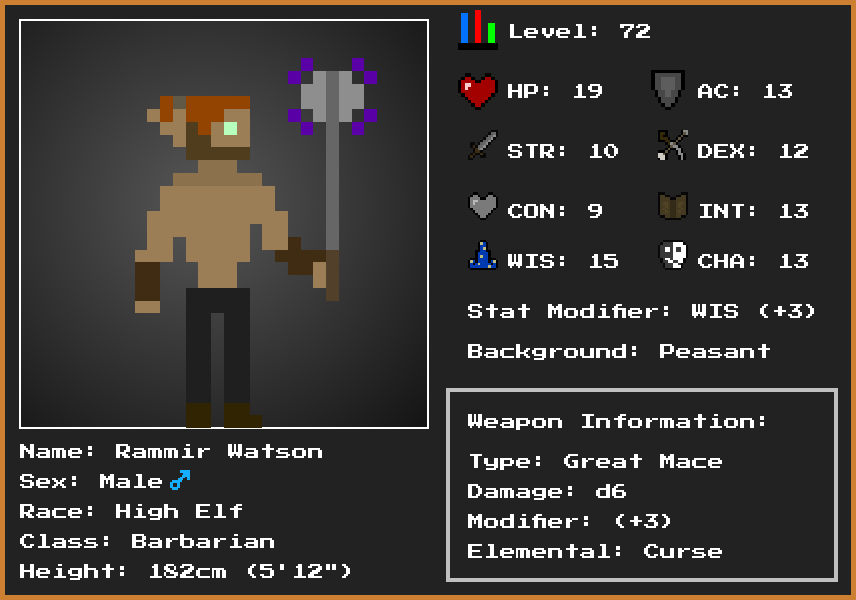 Level: 72
HP: 19
AC: 13
STR: 10
DEX: 12
CON: 9
INT: 13
WIS: 15
CHA: 13
Stat Modifier: WIS (+3)
Background: Peasant
Weapon Information:
Type: Great Mace
Damage: d6
Modifier: (+3)
Elemental: Curse
Name: Rammir Watson
Sex: Male ♂
Race: High Elf
Class: Barbarian
Height: 182cm (5'12")